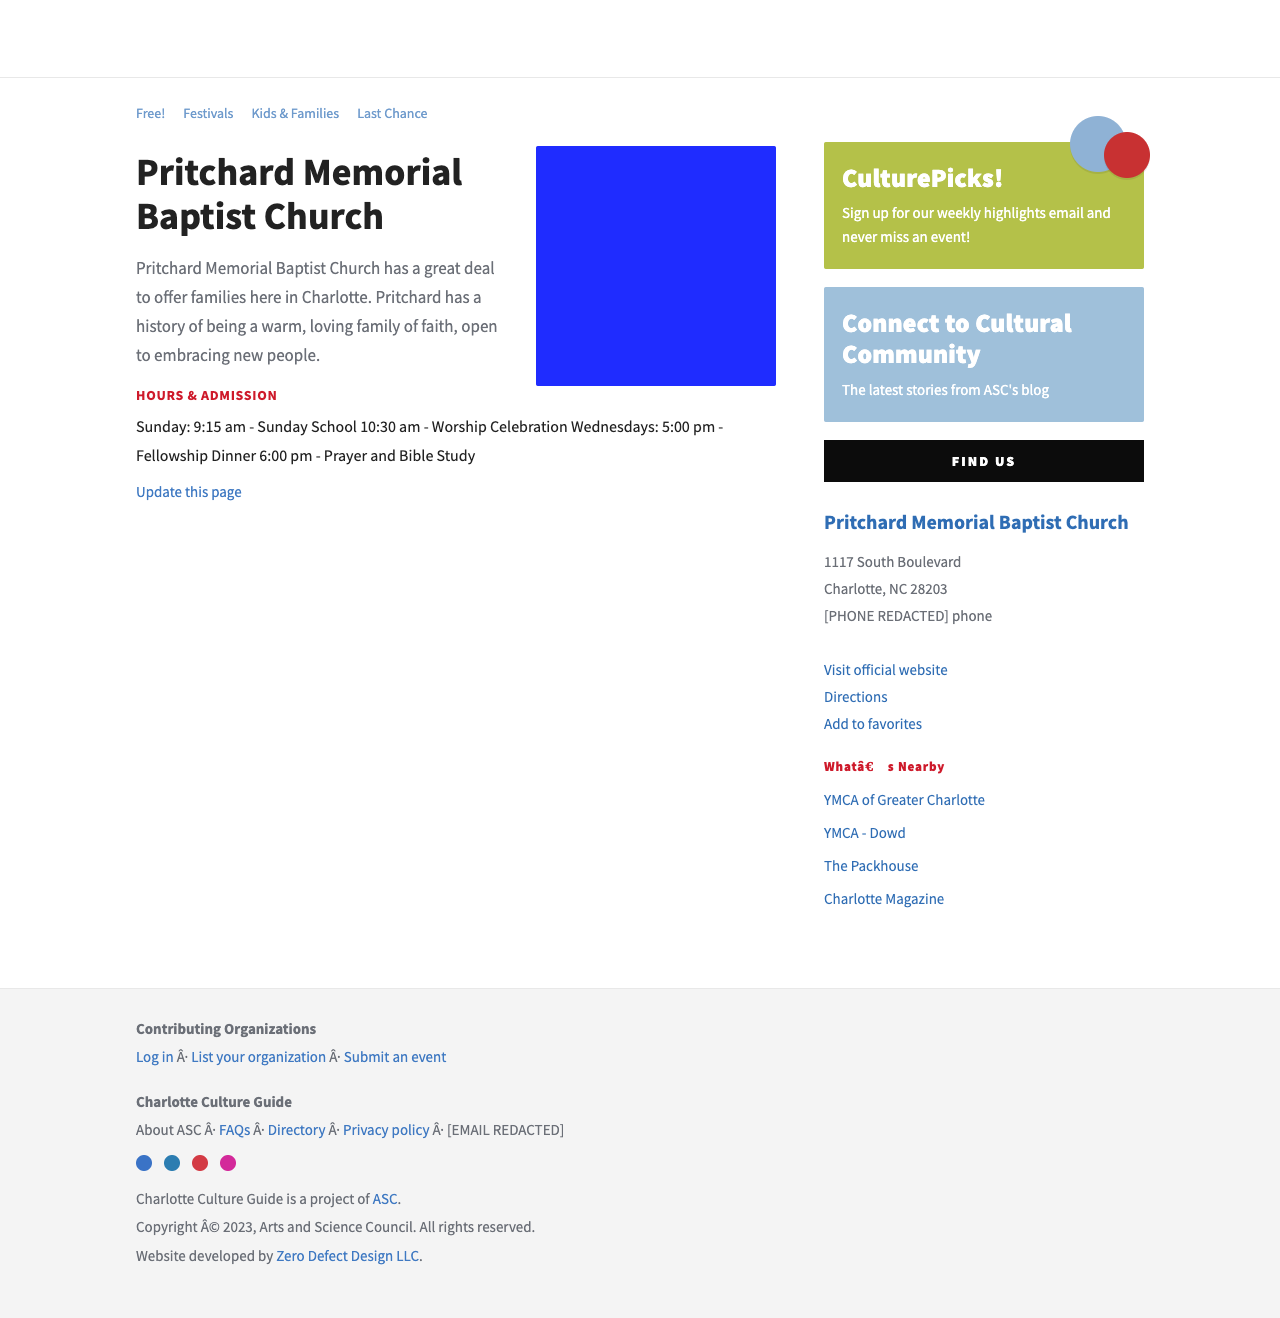 Free! Festivals Kids & Families Last Chance
Pritchard Memorial
Baptist Church
Pritchard Memorial Baptist Church has a great deal
to offer families here in Charlotte. Pritchard has a
history of being a warm, loving family of faith, open
to embracing new people.
HOURS & ADMISSION
Sunday: 9:15 am - Sunday School 10:30 am - Worship Celebration Wednesdays: 5:00 pm -
Fellowship Dinner 6:00 pm - Prayer and Bible Study
Update this page
CulturePicks!
Sign up for our weekly highlights email and
never miss an event!
Connect to Cultural
Community
The latest stories from ASC's blog
FIND US
Pritchard Memorial Baptist Church
1117 South Boulevard
Charlotte, NC 28203
[PHONE REDACTED] phone
Visit official website
Directions
Add to favorites
Whatâ€ s Nearby
YMCA of Greater Charlotte
YMCA - Dowd
The Packhouse
Charlotte Magazine
Contributing Organizations
Log in Â· List your organization Â· Submit an event
Charlotte Culture Guide
About ASC Â· FAQs Â· Directory Â· Privacy policy Â· [EMAIL REDACTED]
Charlotte Culture Guide is a project of ASC.
Copyright Â© 2023, Arts and Science Council. All rights reserved.
Website developed by Zero Defect Design LLC.